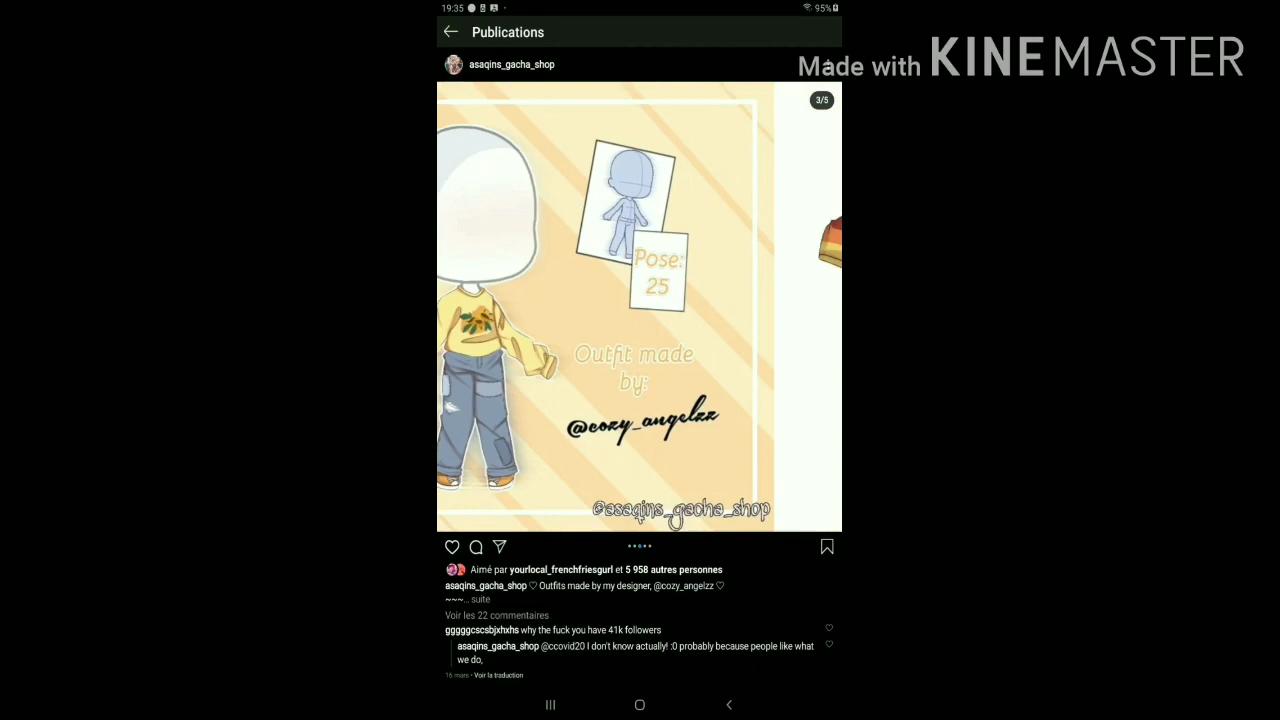 19:35
95%
Publications
Made with KINEMASTER
asaqins_gacha_shop
3/5
Pose:
25
Outfit made
by:
@cozy_angelzz
@asaqins_gacha_shop
Aimé par yourlocal_frenchfriesgurl et 5 958 autres personnes
asaqins_gacha_shop ♡ Outfits made by my designer, @cozy_angelzz ♡
~~~... suite
Voir les 22 commentaires
gggggcscsbjxhxhs why the fuck you have 41k followers
asaqins_gacha_shop @ccovid20 I don't know actually! :0 probably because people like what
we do,
16 mars • Voir la traduction